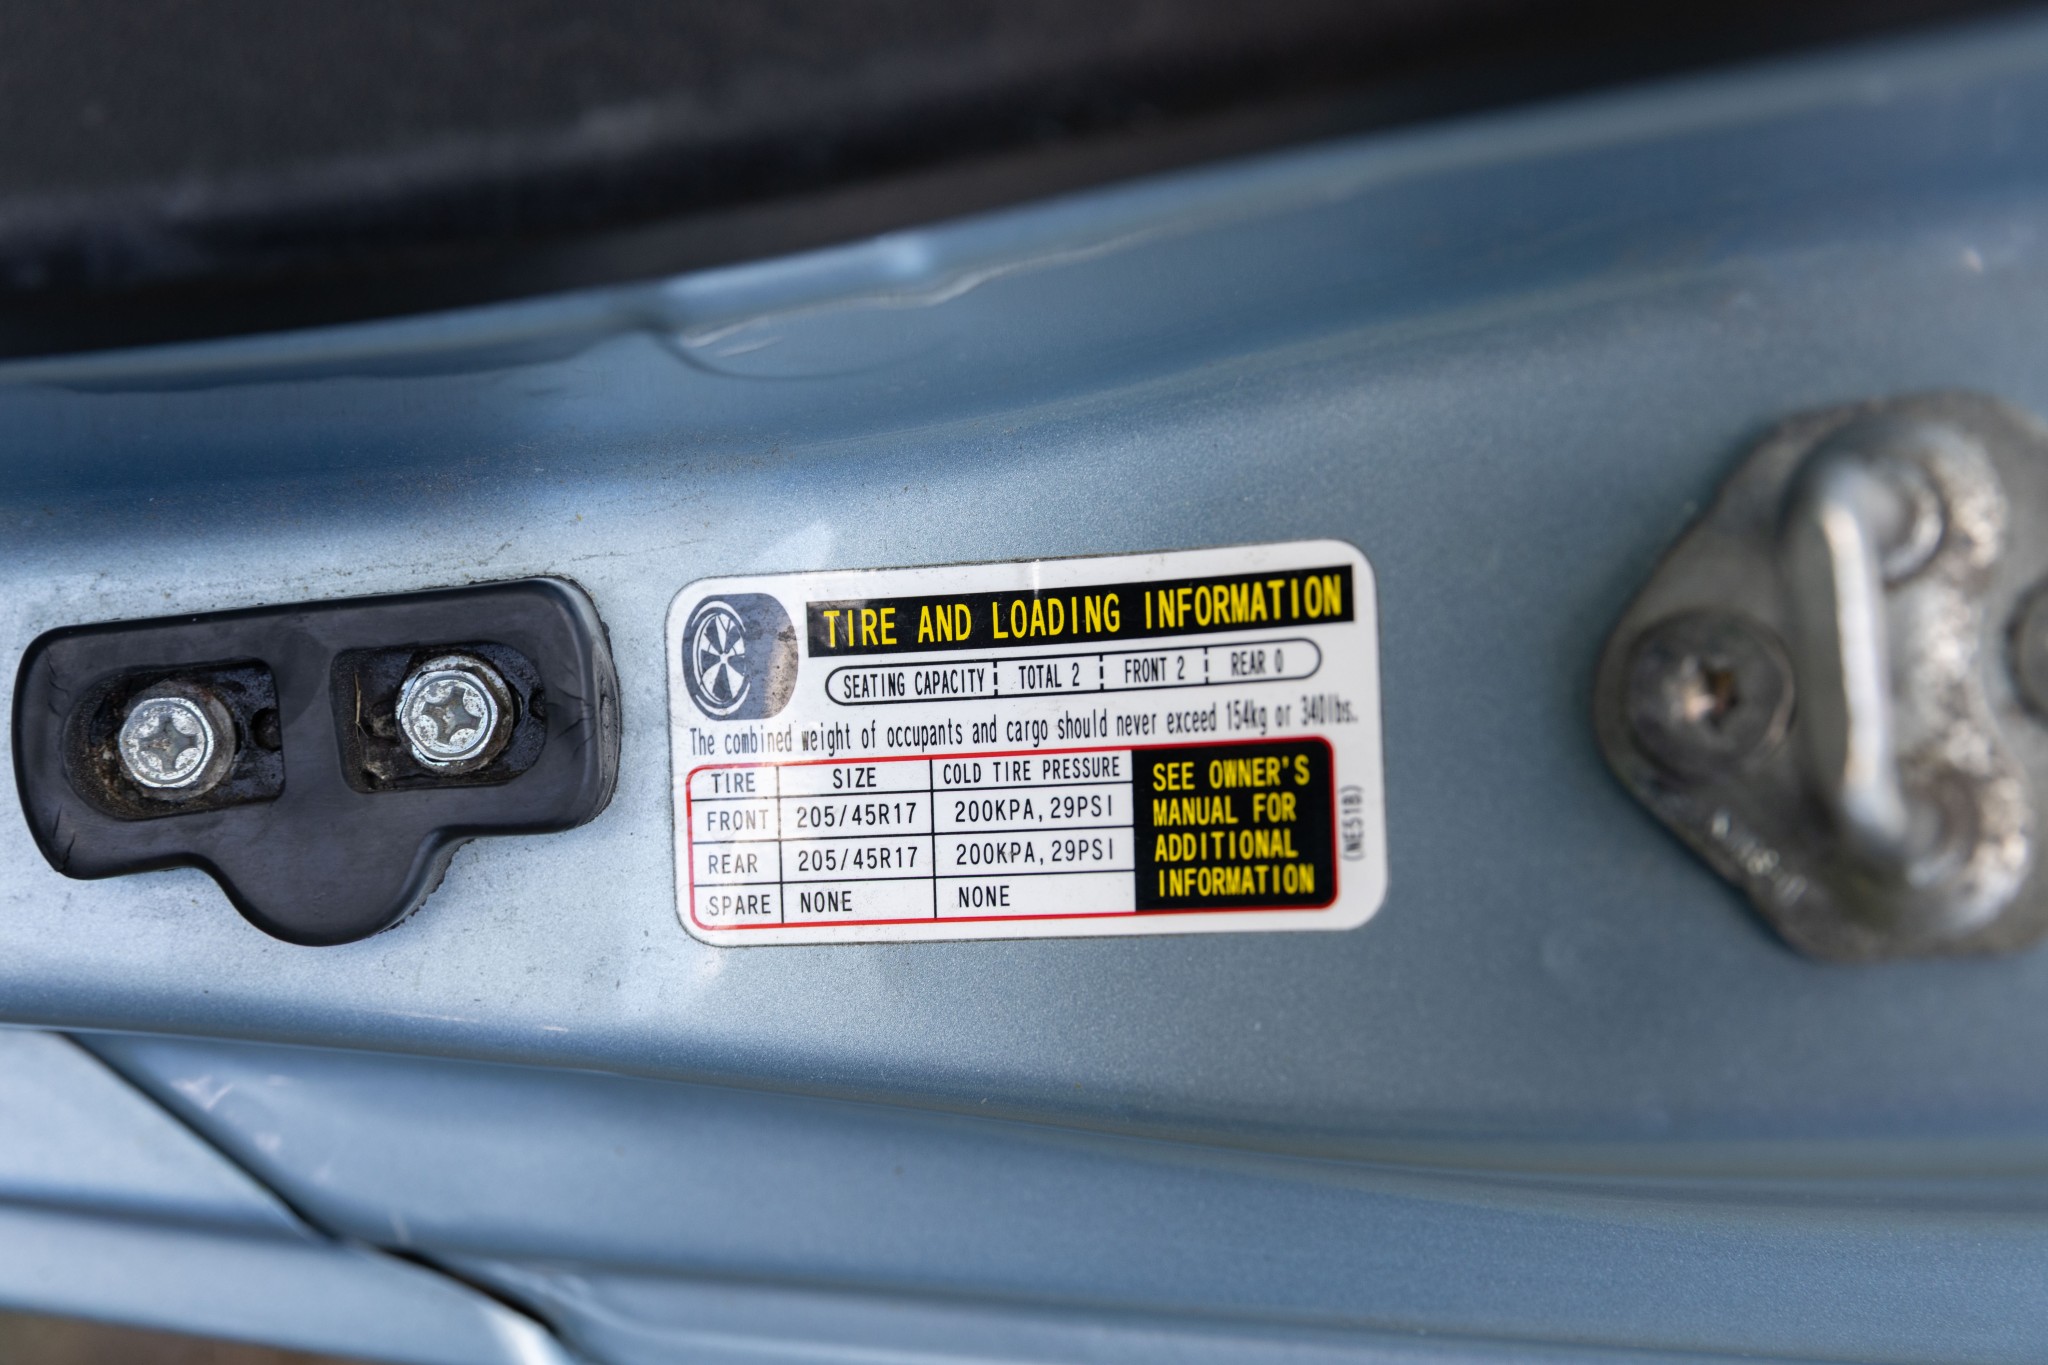 TIRE AND LOADING INFORMATION
SEATING CAPACITY TOTAL 2 FRONT 2 REAR 0
The combined weight of occupants and cargo should never exceed 154kg or 340lbs.
TIRE SIZE COLD TIRE PRESSURE
FRONT 205/45R17 200KPA,29PSI
REAR 205/45R17 200KPA,29PSI
SPARE NONE NONE
SEE OWNER'S
MANUAL FOR
ADDITIONAL
INFORMATION
(NE51B)